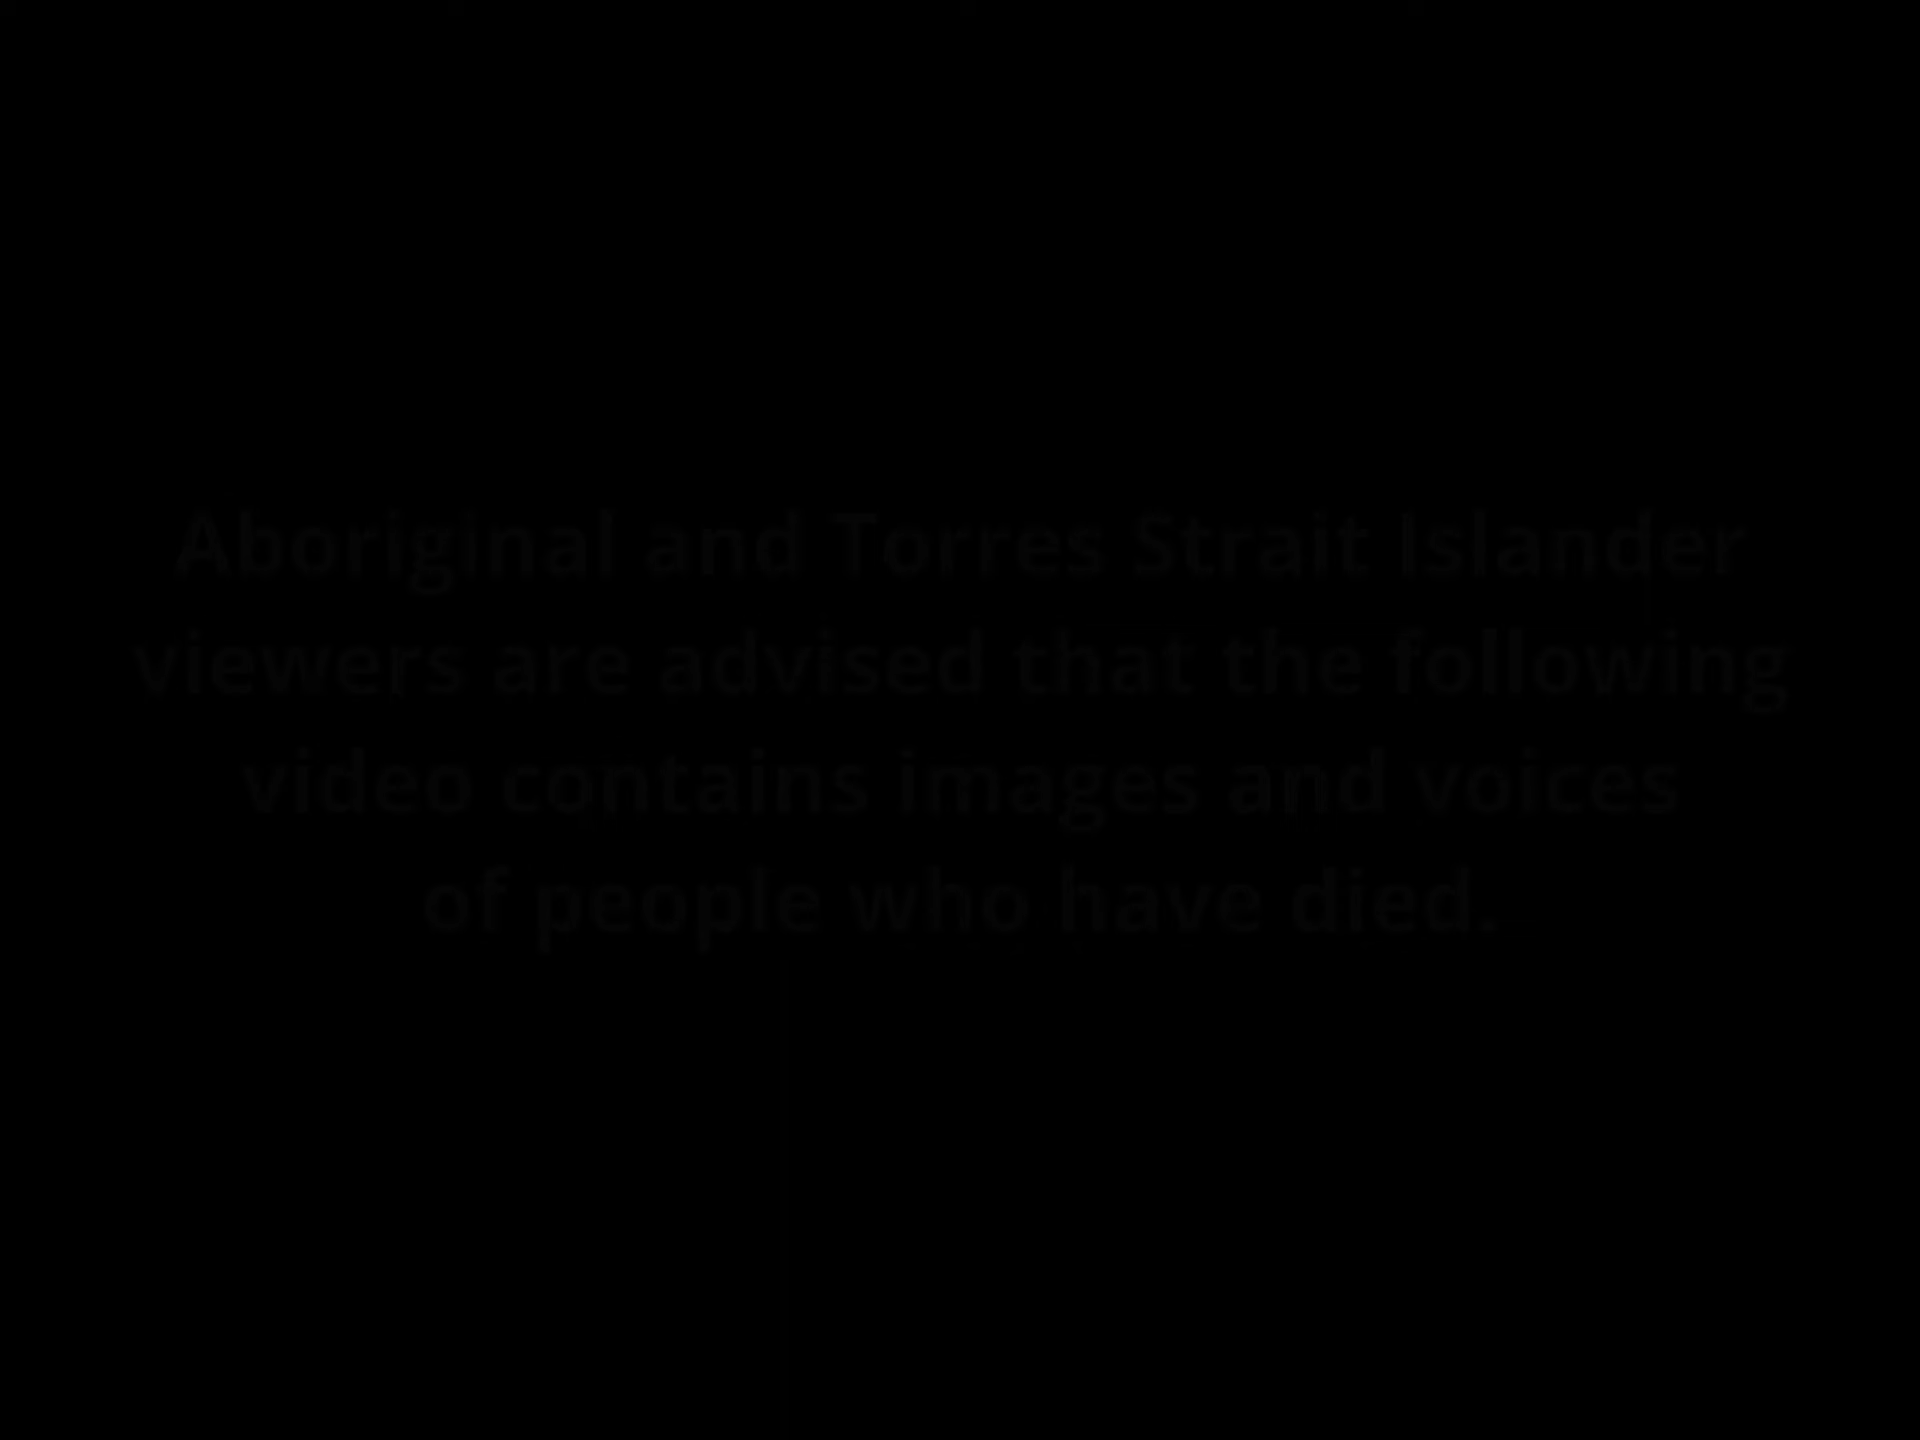 Aboriginal and Torres Strait Islander
viewers are advised that the following
video contains images and voices
of people who have died.